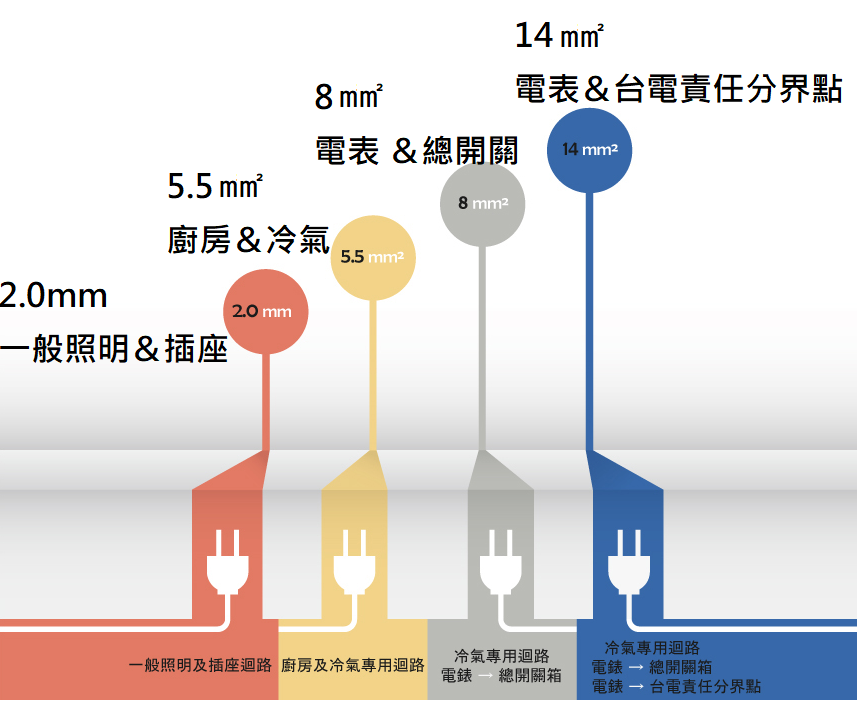 14 mm²
電表＆台電責任分界點
8 mm²
電表 ＆總開關
14 mm²
5.5 mm²
8 mm²
廚房＆冷氣
5.5 mm²
2.0mm
2.0 mm
一般照明＆插座
一般照明及插座迴路
廚房及冷氣專用迴路
冷氣專用迴路
電錶 → 總開關箱
冷氣專用迴路
電錶 → 總開關箱
電錶 → 台電責任分界點